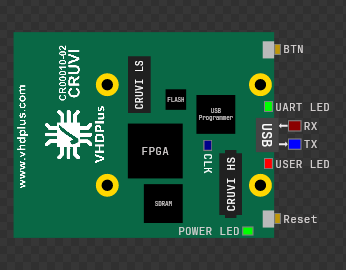 www.vhdplus.com
CR00010-02
CRUVI
VHDPlus
CRUVI LS
FLASH
USB
Programmer
FPGA
CLK
SDRAM
CRUVI HS
USB
BTN
UART LED
RX
TX
USER LED
Reset
POWER LED